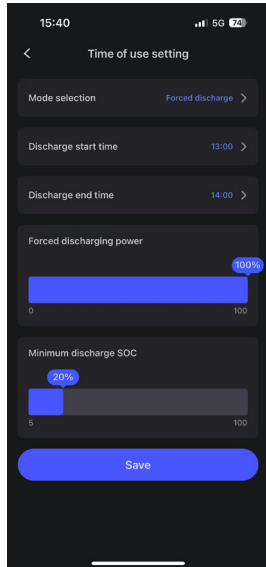 15:40
5G 74
Time of use setting
Mode selection
Forced discharge
Discharge start time
13:00
Discharge end time
14:00
Forced discharging power
100%
0
100
Minimum discharge SOC
20%
5
100
Save